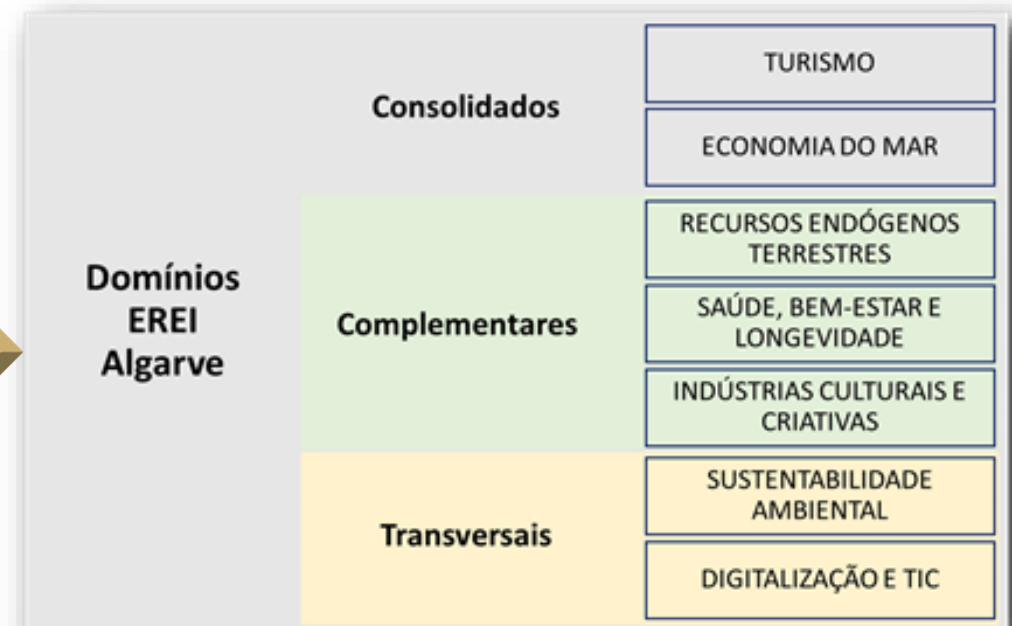 Domínios
EREI
Algarve
Consolidados
TURISMO
ECONOMIA DO MAR
Complementares
RECURSOS ENDÓGENOS
TERRESTRES
SAÚDE, BEM-ESTAR E
LONGEVIDADE
INDÚSTRIAS CULTURAIS E
CRIATIVAS
Transversais
SUSTENTABILIDADE
AMBIENTAL
DIGITALIZAÇÃO E TIC